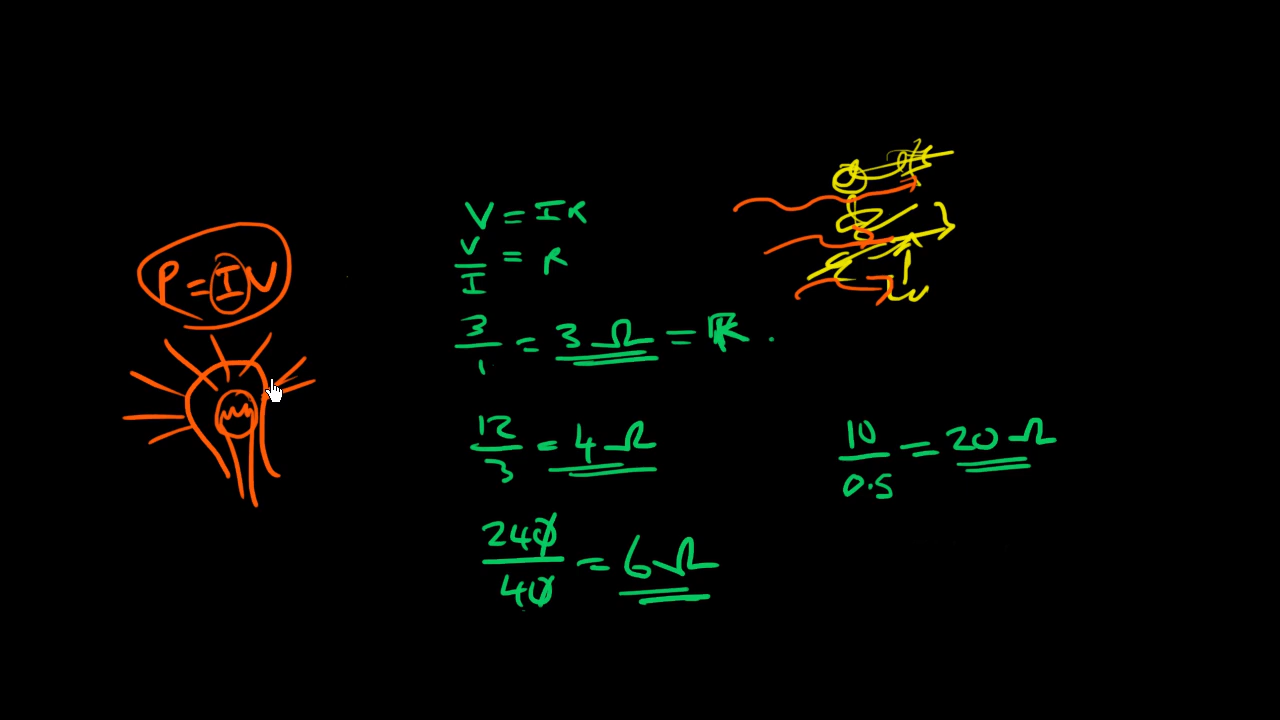 P = IV
V = IR
V/I = R
3/1 = 3 Ω = R.
12/3 = 4 Ω
10/0.5 = 20 Ω
240/40 = 6 Ω